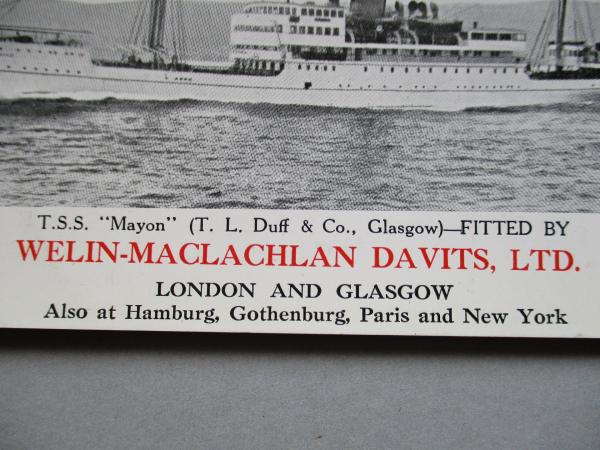 T.S.S. "Mayon" (T. L. Duff & Co., Glasgow)—FITTED BY
WELIN-MACLACHLAN DAVITS, LTD.
LONDON AND GLASGOW
Also at Hamburg, Gothenburg, Paris and New York